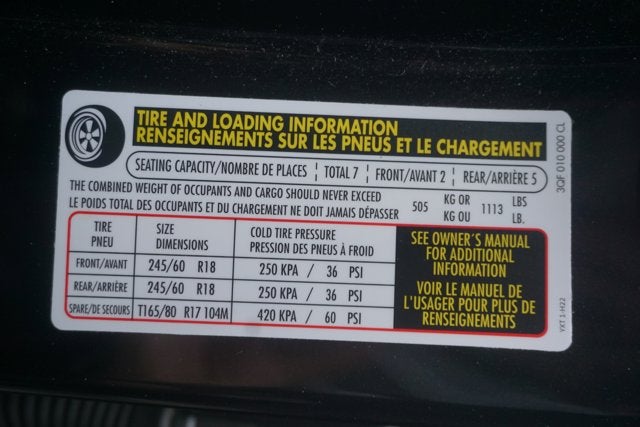 TIRE AND LOADING INFORMATION
RENSEIGNEMENTS SUR LES PNEUS ET LE CHARGEMENT
SEATING CAPACITY/NOMBRE DE PLACES ¦ TOTAL 7 ¦ FRONT/AVANT 2 ¦ REAR/ARRIÈRE 5
THE COMBINED WEIGHT OF OCCUPANTS AND CARGO SHOULD NEVER EXCEED
LE POIDS TOTAL DES OCCUPANTS ET DU CHARGEMENT NE DOIT JAMAIS DÉPASSER
505 KG OR 1113 LBS
KG OU LB.
TIRE
PNEU
SIZE
DIMENSIONS
COLD TIRE PRESSURE
PRESSION DES PNEUS À FROID
FRONT/AVANT 245/60 R18 250 KPA / 36 PSI
REAR/ARRIÈRE 245/60 R18 250 KPA / 36 PSI
SPARE/DE SECOURS T165/80 R17 104M 420 KPA / 60 PSI
SEE OWNER'S MANUAL
FOR ADDITIONAL
INFORMATION
VOIR LE MANUEL DE
L'USAGER POUR PLUS DE
RENSEIGNEMENTS
3QF 010 000 CL
VXT 1-H22